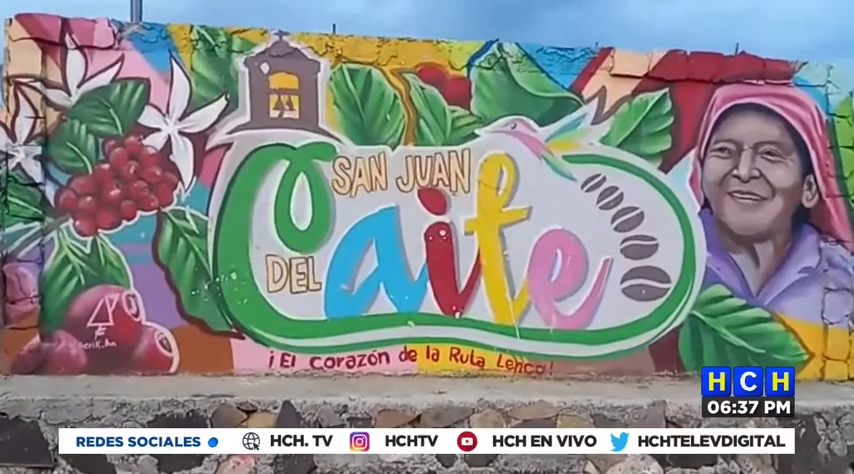 SAN JUAN
DEL
Caite
¡El corazón de la Ruta Lenca!
HCH
06:37 PM
REDES SOCIALES
HCH. TV
HCHTV
HCH EN VIVO
HCHTELEVDIGITAL